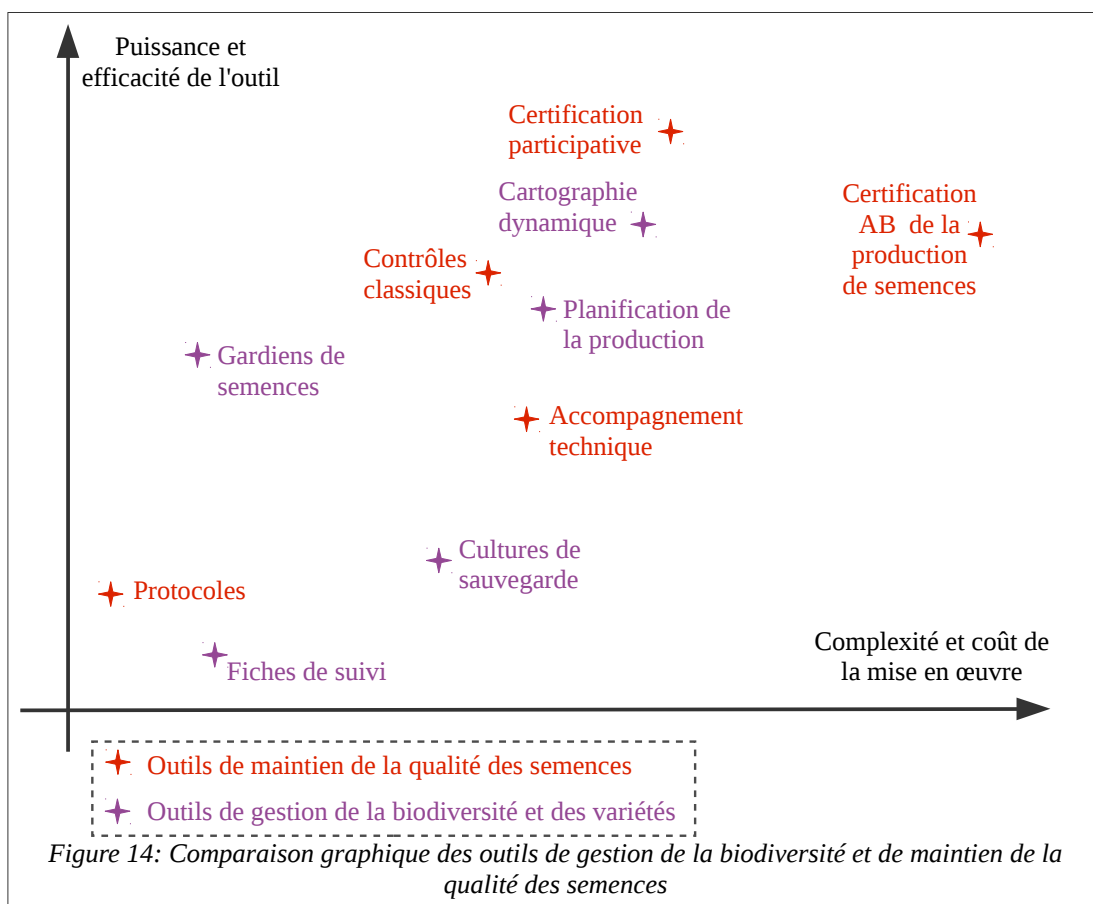 Puissance et
efficacité de l'outil
Certification
participative
Cartographie
dynamique
Certification
AB de la
production
de semences
Contrôles
classiques
Planification de
la production
Gardiens de
semences
Accompagnement
technique
Cultures de
sauvegarde
Protocoles
Fiches de suivi
Complexité et coût de
la mise en œuvre
Outils de maintien de la qualité des semences
Outils de gestion de la biodiversité et des variétés
Figure 14: Comparaison graphique des outils de gestion de la biodiversité et de maintien de la
qualité des semences